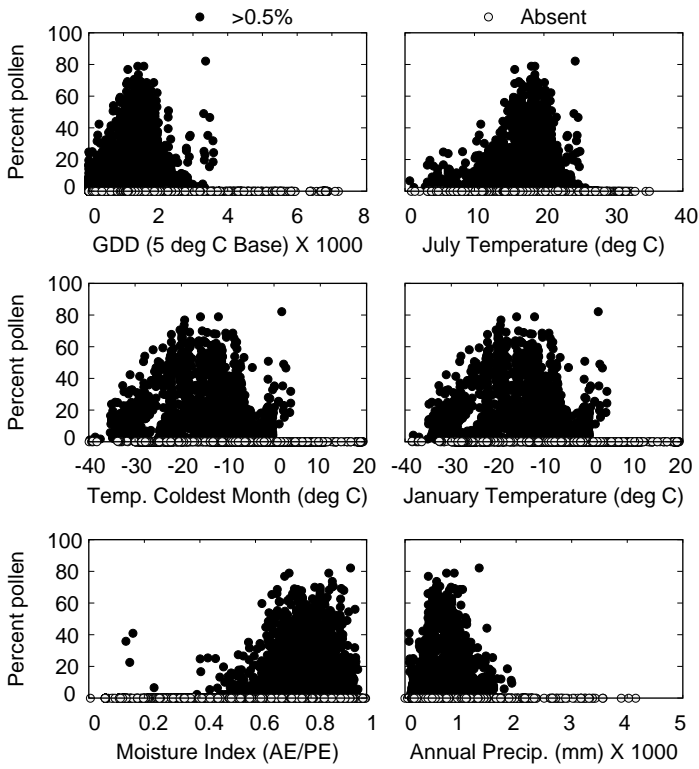 >0.5% Absent
100
80
60
40
20
0
Percent pollen
0 2 4 6 8
GDD (5 deg C Base) X 1000
0 10 20 30 40
July Temperature (deg C)
100
80
60
40
20
0
Percent pollen
-40 -30 -20 -10 0 10 20
Temp. Coldest Month (deg C)
-40 -30 -20 -10 0 10 20
January Temperature (deg C)
100
80
60
40
20
0
Percent pollen
0 0.2 0.4 0.6 0.8 1
Moisture Index (AE/PE)
0 1 2 3 4 5
Annual Precip. (mm) X 1000